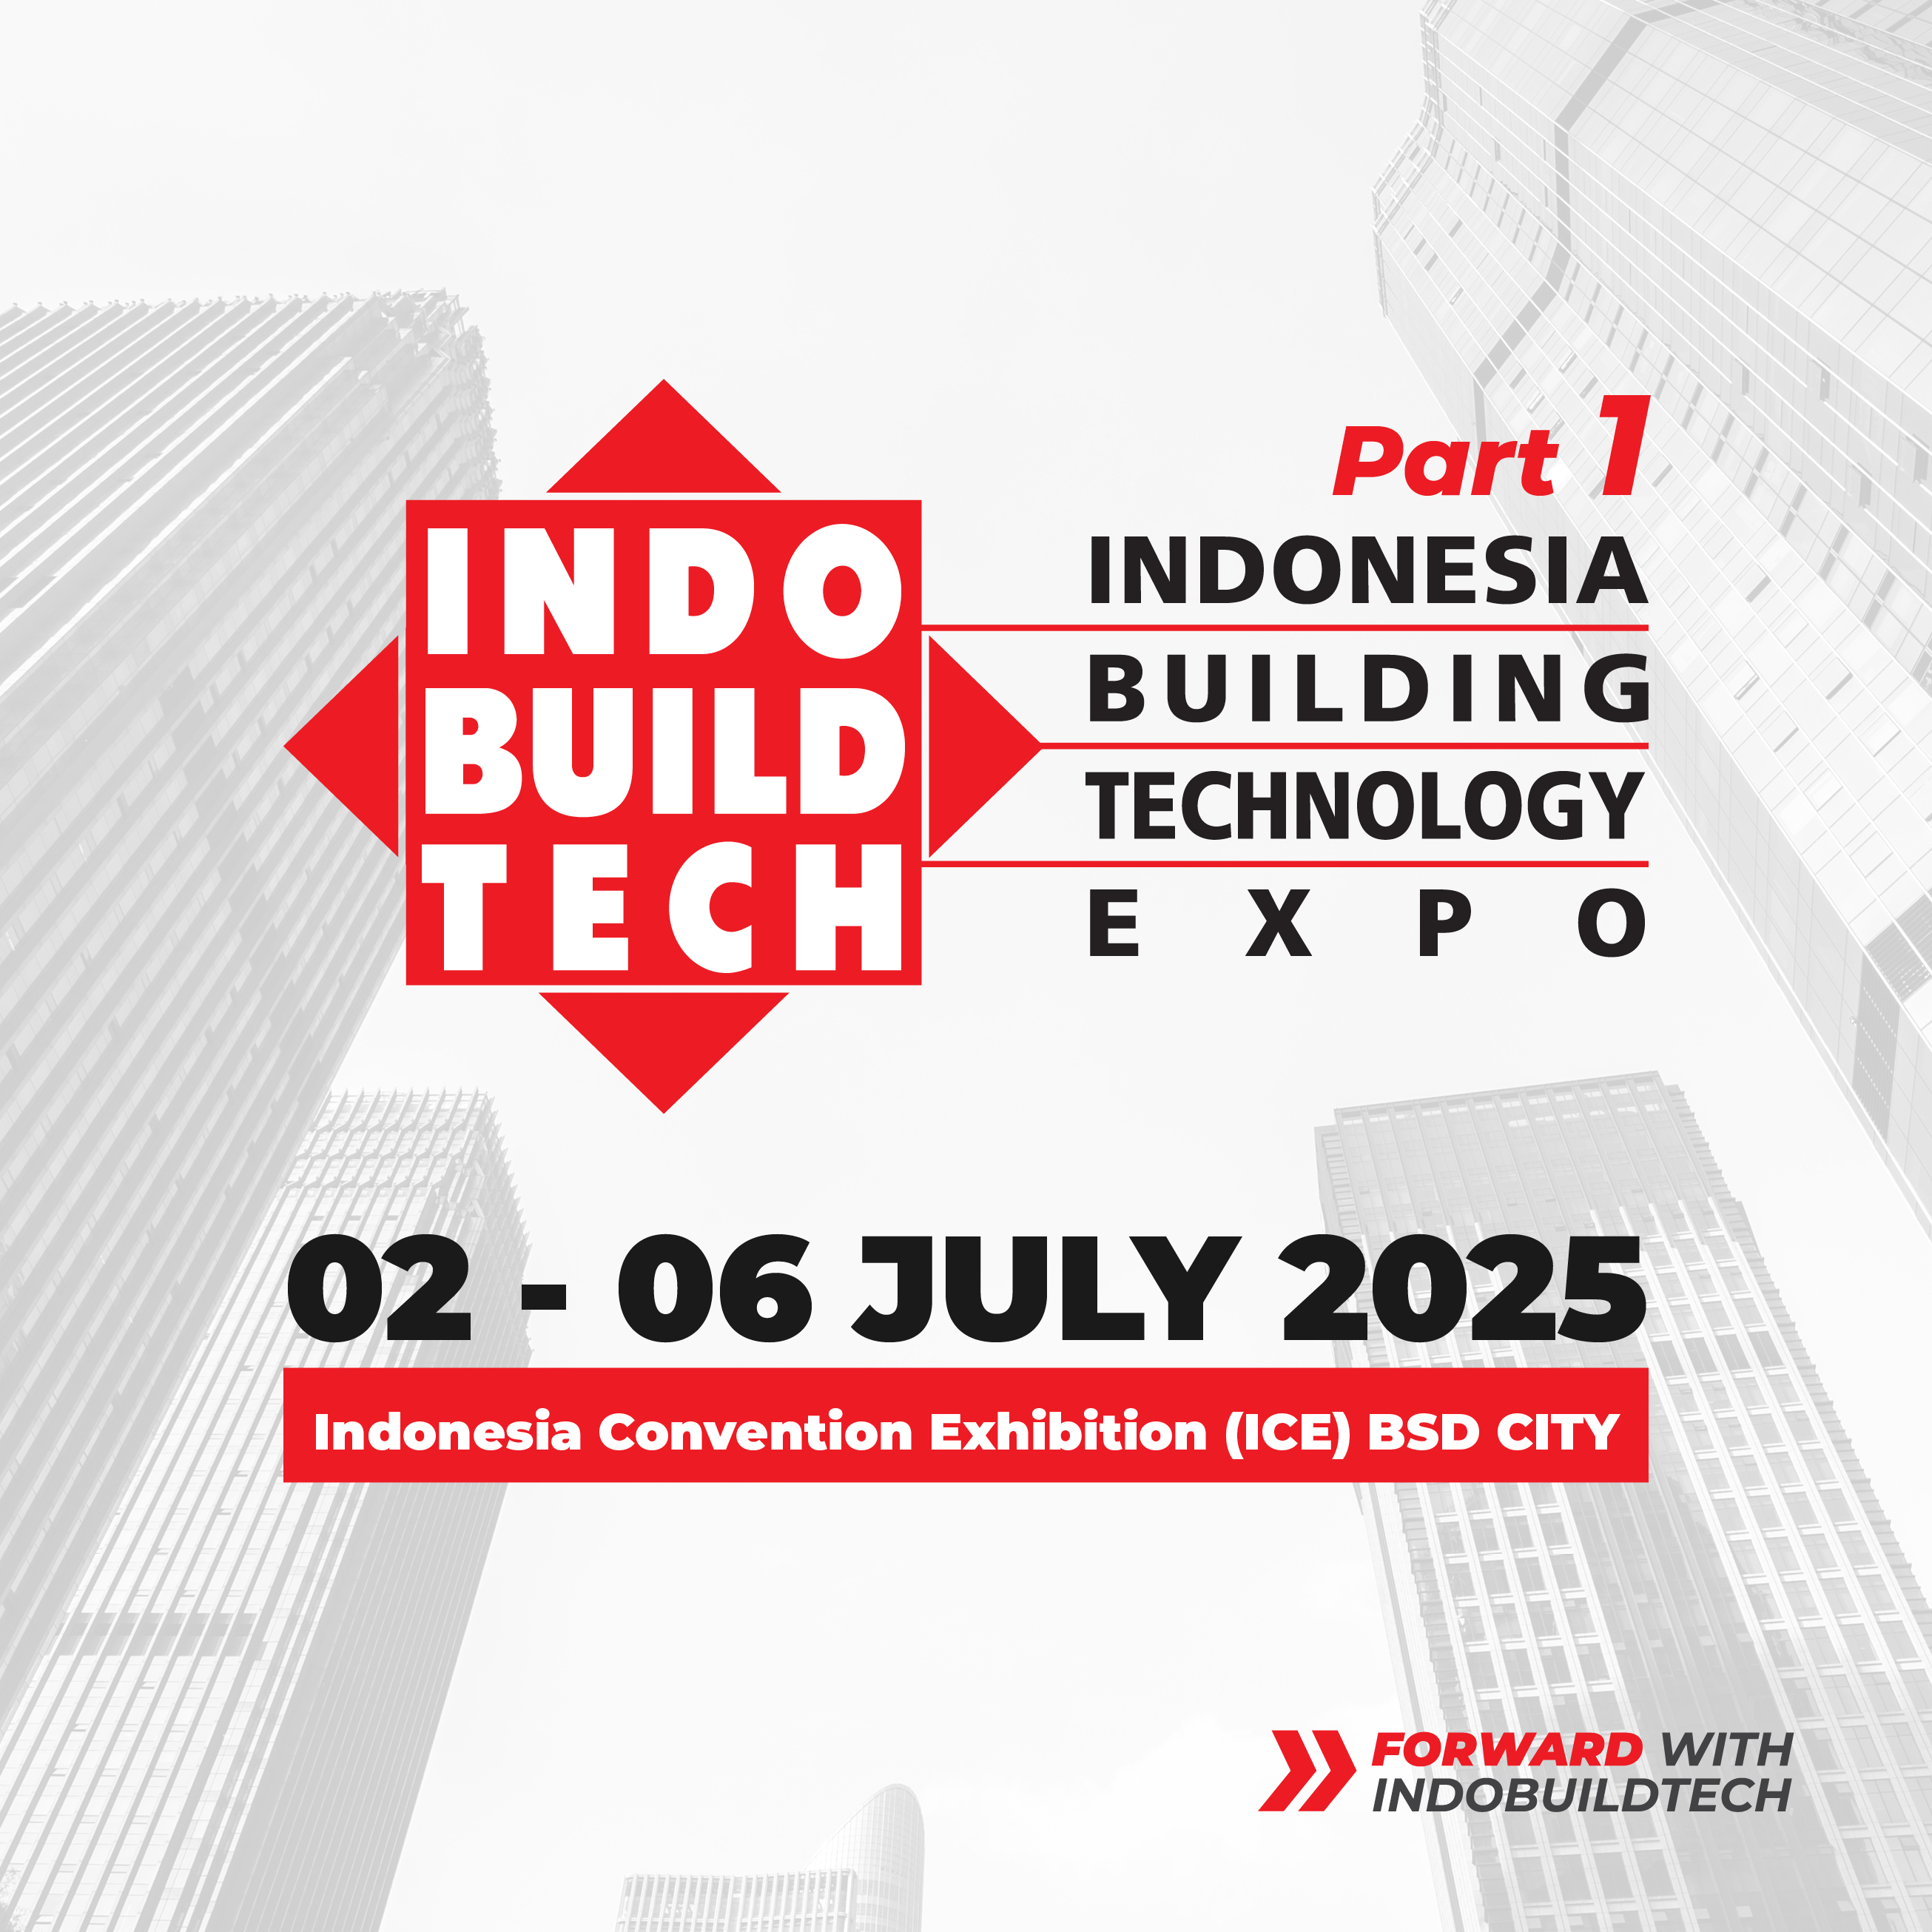 INDO
BUILD
TECH
Part 1
INDONESIA
BUILDING
TECHNOLOGY
EXPO
02 - 06 JULY 2025
Indonesia Convention Exhibition (ICE) BSD CITY
FORWARD WITH
INDOBUILDTECH